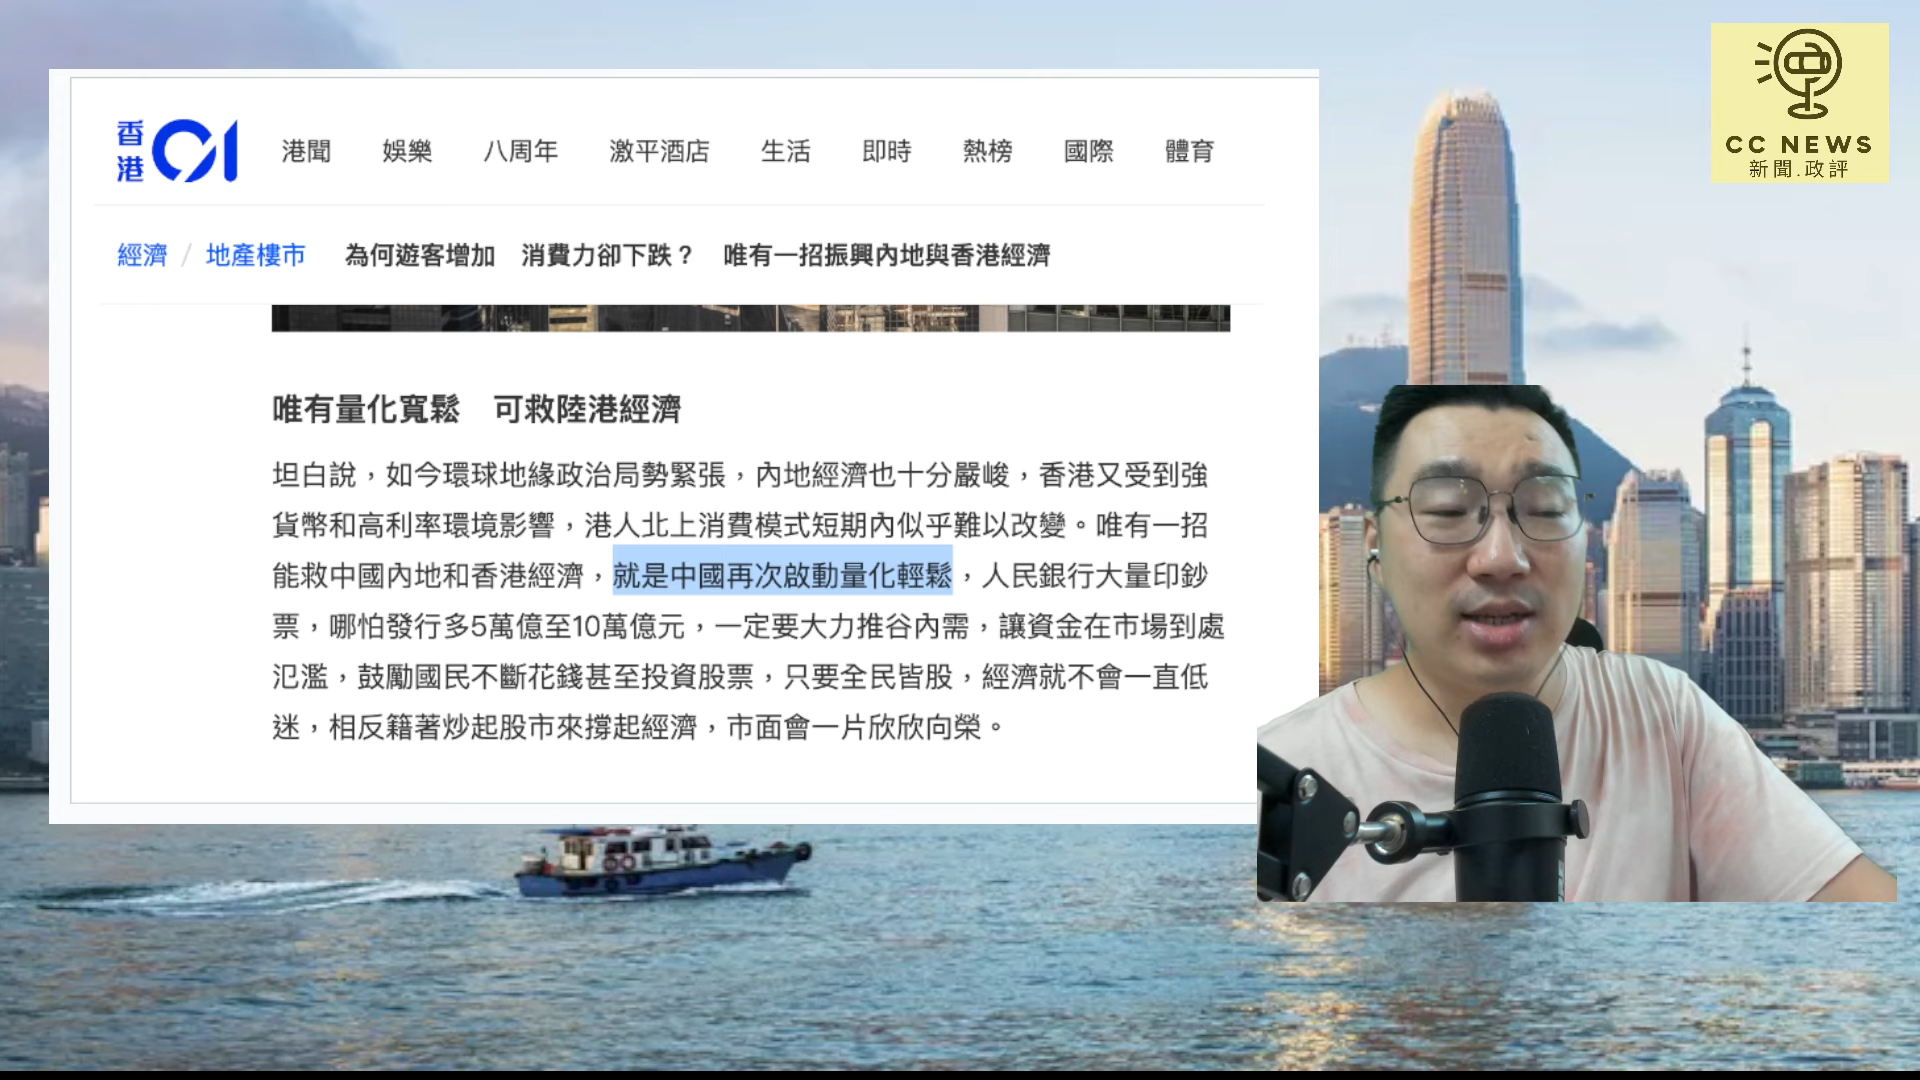 香港01 港聞 娛樂 八周年 激平酒店 生活 即時 熱榜 國際 體育
經濟 / 地產樓市 為何遊客增加 消費力卻下跌？ 唯有一招振興內地與香港經濟
唯有量化寬鬆 可救陸港經濟
坦白說，如今環球地緣政治局勢緊張，內地經濟也十分嚴峻，香港又受到強
貨幣和高利率環境影響，港人北上消費模式短期內似乎難以改變。唯有一招
能救中國內地和香港經濟，就是中國再次啟動量化輕鬆，人民銀行大量印鈔
票，哪怕發行多5萬億至10萬億元，一定要大力推谷內需，讓資金在市場到處
氾濫，鼓勵國民不斷花錢甚至投資股票，只要全民皆股，經濟就不會一直低
迷，相反籍著炒起股市來撐起經濟，市面會一片欣欣向榮。
CC NEWS
新聞.政評